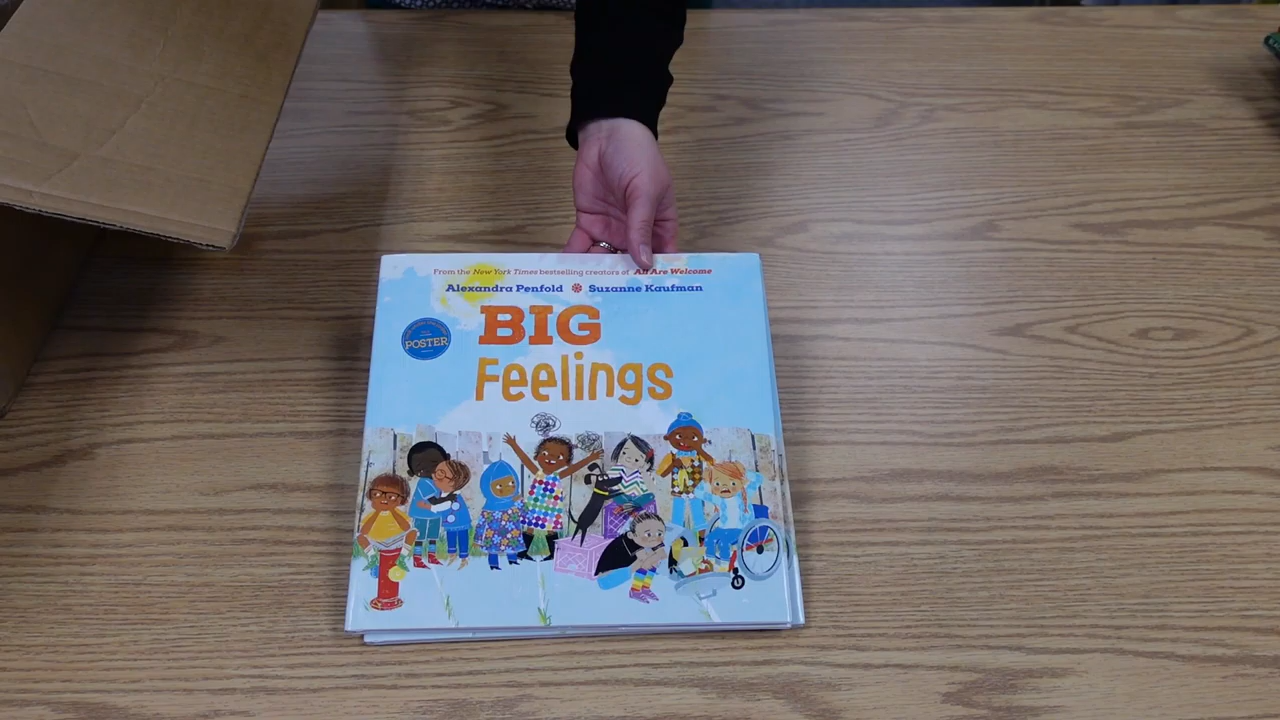 From the New York Times bestselling creators of All Are Welcome
Alexandra Penfold Suzanne Kaufman
BIG
Feelings
POSTER